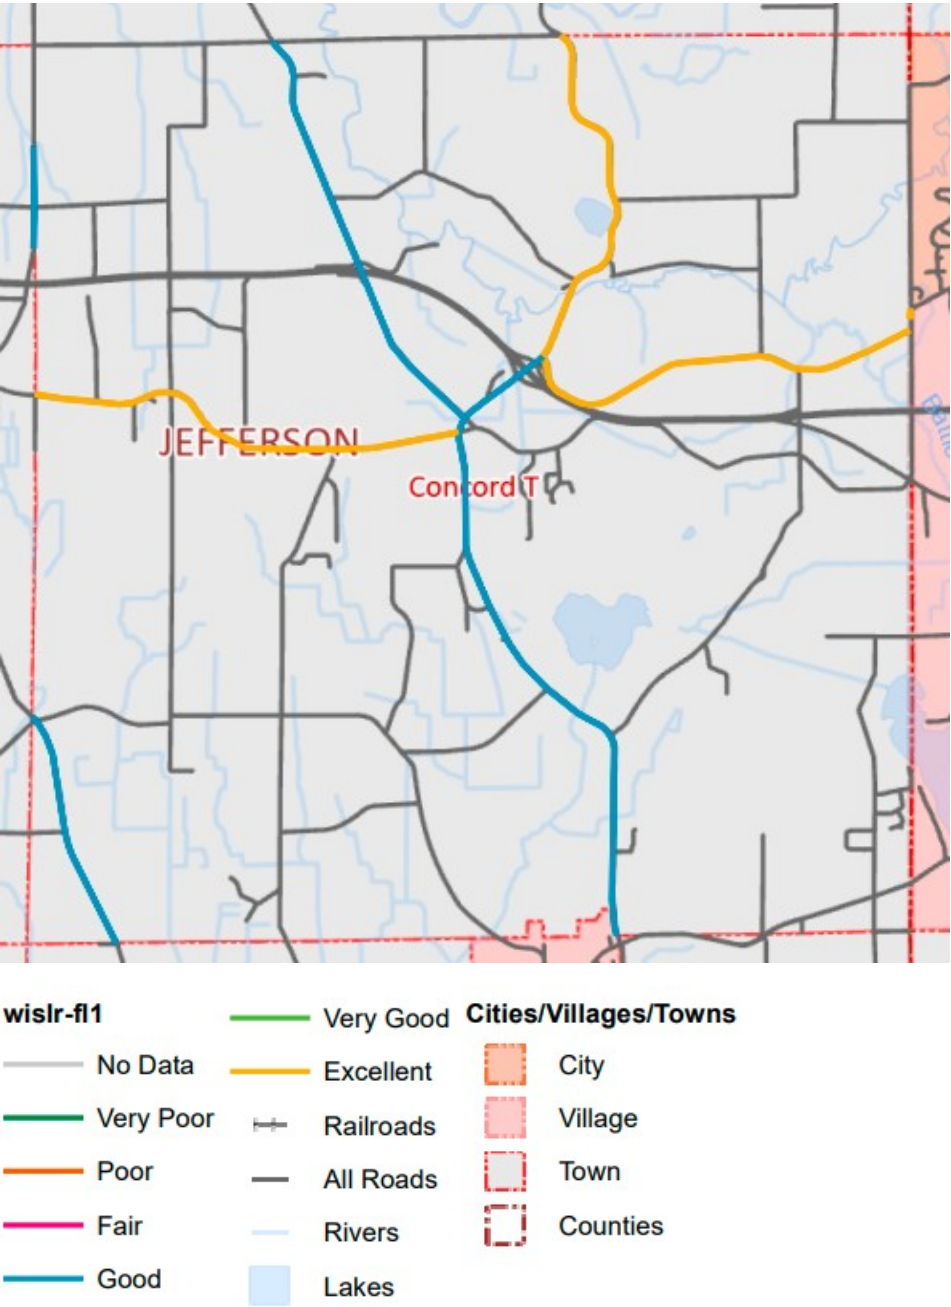 JEFFERSON
Concord T
wislr-fl1
No Data
Very Poor
Poor
Fair
Good
Very Good
Excellent
Railroads
All Roads
Rivers
Lakes
Cities/Villages/Towns
City
Village
Town
Counties